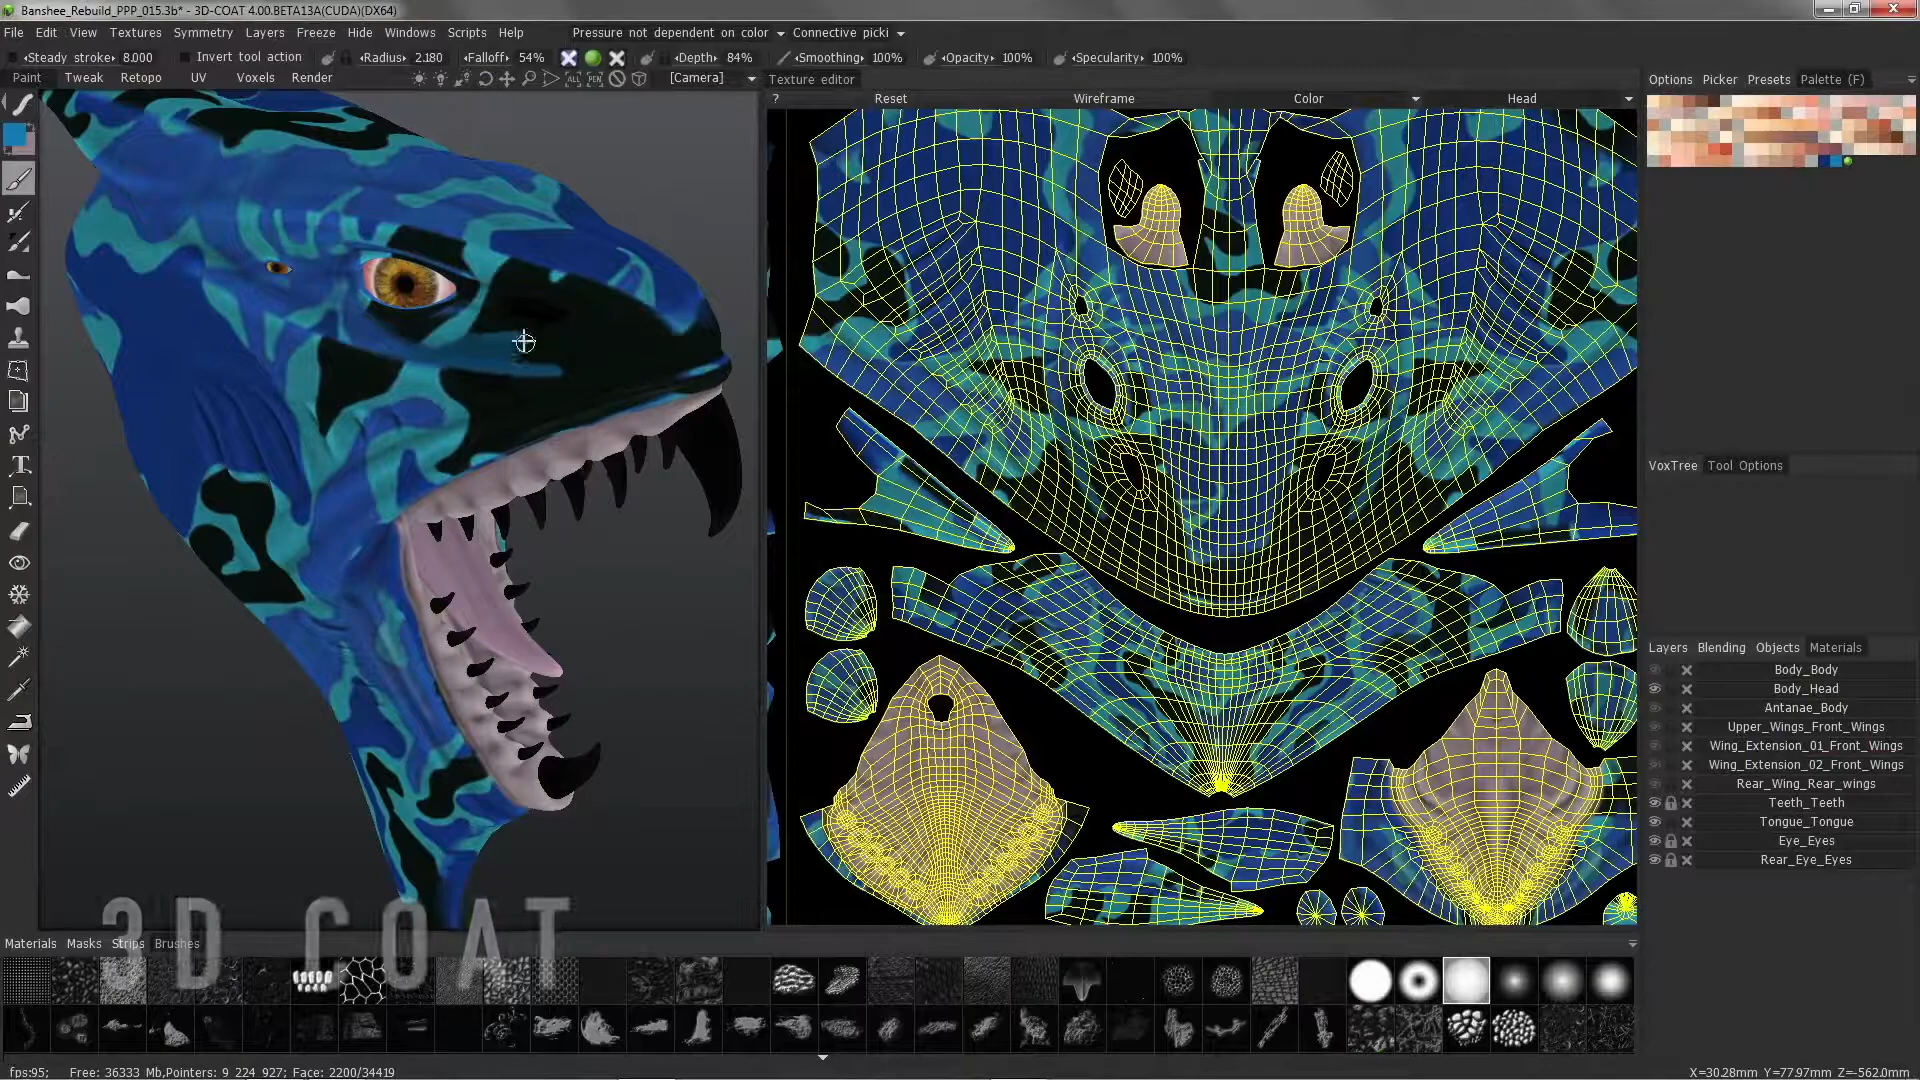 Banshee_Rebuild_PPP_015.3b* - 3D-COAT 4.00.BETA13A(CUDA)(DX64)
File Edit View Textures Symmetry Layers Freeze Hide Windows Scripts Help Pressure not dependent on color Connective picki
Steady stroke 8.000 Invert tool action Radius 2.180 Falloff 54% Depth 84% Smoothing 100% Opacity 100% Specularity 100%
Paint Tweak Retopo UV Voxels Render ALL PEN [Camera] Texture editor Options Picker Presets Palette (F)
? Reset Wireframe Color Head
VoxTree Tool Options
Layers Blending Objects Materials
Body_Body
Body_Head
Antanae_Body
Upper_Wings_Front_Wings
Wing_Extension_01_Front_Wings
Wing_Extension_02_Front_Wings
Rear_Wing_Rear_wings
Teeth_Teeth
Tongue_Tongue
Eye_Eyes
Rear_Eye_Eyes
3D COAT
Materials Masks Strips Brushes
fps:95; Free: 36333 Mb,Pointers: 9 224 927; Face: 2200/34419 X=30.28mm Y=77.97mm Z=-562.0mm